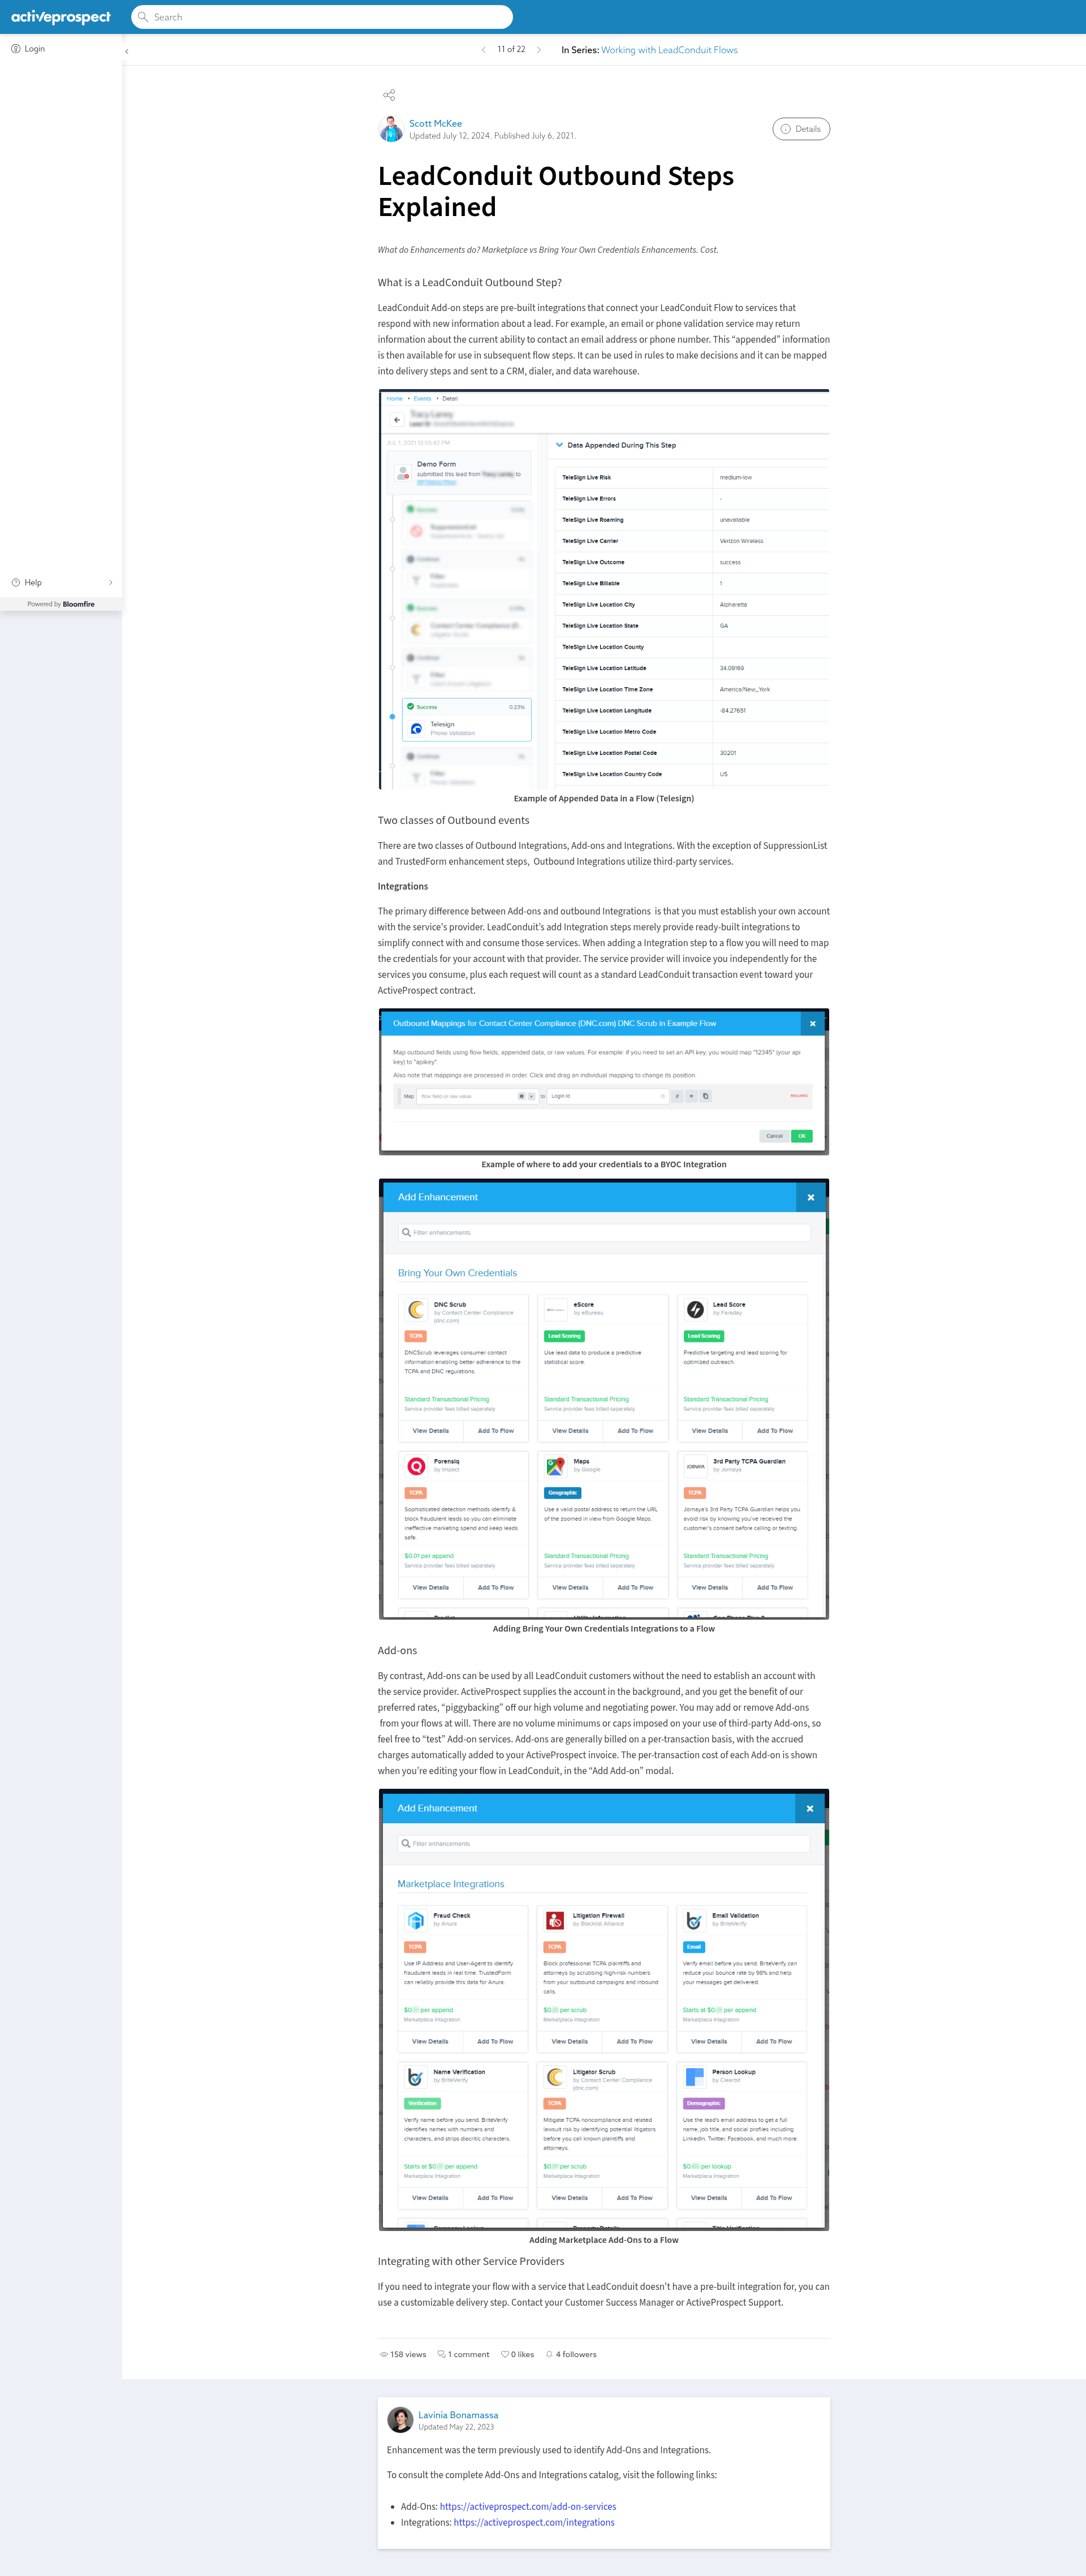 activeprospect
Search
Login
11 of 22
In Series: Working with LeadConduit Flows
Scott McKee
Updated July 12, 2024. Published July 6, 2021.
Details
LeadConduit Outbound Steps
Explained
What do Enhancements do? Marketplace vs Bring Your Own Credentials Enhancements. Cost.
What is a LeadConduit Outbound Step?
LeadConduit Add-on steps are pre-built integrations that connect your LeadConduit Flow to services that
respond with new information about a lead. For example, an email or phone validation service may return
information about the current ability to contact an email address or phone number. This “appended” information
is then available for use in subsequent flow steps. It can be used in rules to make decisions and it can be mapped
into delivery steps and sent to a CRM, dialer, and data warehouse.
Home • Events • Detail
Tracy Laney
Lead ID
JUL 1, 2021 12:55:42 PM
Demo Form
submitted this lead from Tracy Laney to
Success
SuppressionList
Continue
Filter
Success
Contact Center Compliance (D...
Litigator Scrub
Continue
Filter
Success 0.23s
Telesign
Phone Validation
Continue
Filter
Phone Validation
Data Appended During This Step
TeleSign Live Risk medium-low
TeleSign Live Errors -
TeleSign Live Roaming unavailable
TeleSign Live Carrier Verizon Wireless
TeleSign Live Outcome success
TeleSign Live Billable 1
TeleSign Live Location City Alpharetta
TeleSign Live Location State GA
TeleSign Live Location County
TeleSign Live Location Latitude 34.09169
TeleSign Live Location Time Zone America/New_York
TeleSign Live Location Longitude -84.27651
TeleSign Live Location Metro Code
TeleSign Live Location Postal Code 30201
TeleSign Live Location Country Code US
Example of Appended Data in a Flow (Telesign)
Help
Powered by Bloomfire
Two classes of Outbound events
There are two classes of Outbound Integrations, Add-ons and Integrations. With the exception of SuppressionList
and TrustedForm enhancement steps, Outbound Integrations utilize third-party services.
Integrations
The primary difference between Add-ons and outbound Integrations is that you must establish your own account
with the service's provider. LeadConduit’s add Integration steps merely provide ready-built integrations to
simplify connect with and consume those services. When adding a Integration step to a flow you will need to map
the credentials for your account with that provider. The service provider will invoice you independently for the
services you consume, plus each request will count as a standard LeadConduit transaction event toward your
ActiveProspect contract.
Outbound Mappings for Contact Center Compliance (DNC.com) DNC Scrub in Example Flow
Map outbound fields using flow fields, appended data, or raw values. For example: if you need to set an API key, you would map "12345" (your api
key) to "apikey".
Also note that mappings are processed in order. Click and drag an individual mapping to change its position.
Map flow field or raw value to Login Id if REQUIRED
Cancel OK
Example of where to add your credentials to a BYOC Integration
Add Enhancement
Filter enhancements
Bring Your Own Credentials
DNC Scrub
by Contact Center Compliance
(dnc.com)
TCPA
DNCScrub leverages consumer contact
information enabling better adherence to the
TCPA and DNC regulations.
Standard Transactional Pricing
Service provider fees billed separately
View Details Add To Flow
eScore
by eBureau
Lead Scoring
Use lead data to produce a predictive
statistical score.
Standard Transactional Pricing
Service provider fees billed separately
View Details Add To Flow
Lead Score
by Fereday
Lead Scoring
Predictive targeting and lead scoring for
optimized outreach.
Standard Transactional Pricing
Service provider fees billed separately
View Details Add To Flow
Forensiq
by Impact
TCPA
Sophisticated detection methods identify &
block fraudulent leads so you can eliminate
ineffective marketing spend and keep leads
safe.
$0.01 per append
Service provider fees billed separately
View Details Add To Flow
Maps
by Google
Geographic
Use a valid postal address to return the URL
of the zoomed in view from Google Maps.
Standard Transactional Pricing
Service provider fees billed separately
View Details Add To Flow
JORNAYA
3rd Party TCPA Guardian
by Jornaya
TCPA
Jornaya's 3rd Party TCPA Guardian helps you
avoid risk by knowing you've received the
customer's consent before calling or texting.
Standard Transactional Pricing
Service provider fees billed separately
View Details Add To Flow
Adding Bring Your Own Credentials Integrations to a Flow
Add-ons
By contrast, Add-ons can be used by all LeadConduit customers without the need to establish an account with
the service provider. ActiveProspect supplies the account in the background, and you get the benefit of our
preferred rates, “piggybacking” off our high volume and negotiating power. You may add or remove Add-ons
from your flows at will. There are no volume minimums or caps imposed on your use of third-party Add-ons, so
feel free to “test” Add-on services. Add-ons are generally billed on a per-transaction basis, with the accrued
charges automatically added to your ActiveProspect invoice. The per-transaction cost of each Add-on is shown
when you’re editing your flow in LeadConduit, in the “Add Add-on” modal.
Add Enhancement
Filter enhancements
Marketplace Integrations
Fraud Check
by Anura
TCPA
Use IP Address and User-Agent to identify
fraudulent leads in real time. TrustedForm
can reliably provide this data for Anura.
$0 per append
Marketplace Integration
View Details Add To Flow
Litigation Firewall
by Blacklist Alliance
TCPA
Block professional TCPA plaintiffs and
attorneys by scrubbing high-risk numbers
from your outbound campaigns and inbound
calls.
$0 per scrub
Marketplace Integration
View Details Add To Flow
Email Validation
by BriteVerify
Email
Verify email before you send. BriteVerify can
reduce your bounce rate by 98% and help
your messages get delivered.
Starts at $0 per append
Marketplace Integration
View Details Add To Flow
Name Verification
by BriteVerify
Verification
Verify name before you send. BriteVerify
identifies names with numbers and
characters, and strips diacritic characters.
Starts at $0 per append
Marketplace Integration
View Details Add To Flow
Litigator Scrub
by Contact Center Compliance
(dnc.com)
TCPA
Mitigate TCPA noncompliance and related
lawsuit risk by identifying potential litigators
before you call known plaintiffs and
attorneys.
$0 per scrub
Marketplace Integration
View Details Add To Flow
Person Lookup
by Clearbit
Demographic
Use the lead's email address to get a full
name, job title, and social profiles including
LinkedIn, Twitter, Facebook, and much more.
$0 per lookup
Marketplace Integration
View Details Add To Flow
Adding Marketplace Add-Ons to a Flow
Integrating with other Service Providers
If you need to integrate your flow with a service that LeadConduit doesn't have a pre-built integration for, you can
use a customizable delivery step. Contact your Customer Success Manager or ActiveProspect Support.
158 views 1 comment 0 likes 4 followers
Lavinia Bonamassa
Updated May 22, 2023
Enhancement was the term previously used to identify Add-Ons and Integrations.
To consult the complete Add-Ons and Integrations catalog, visit the following links:
• Add-Ons: https://activeprospect.com/add-on-services
• Integrations: https://activeprospect.com/integrations